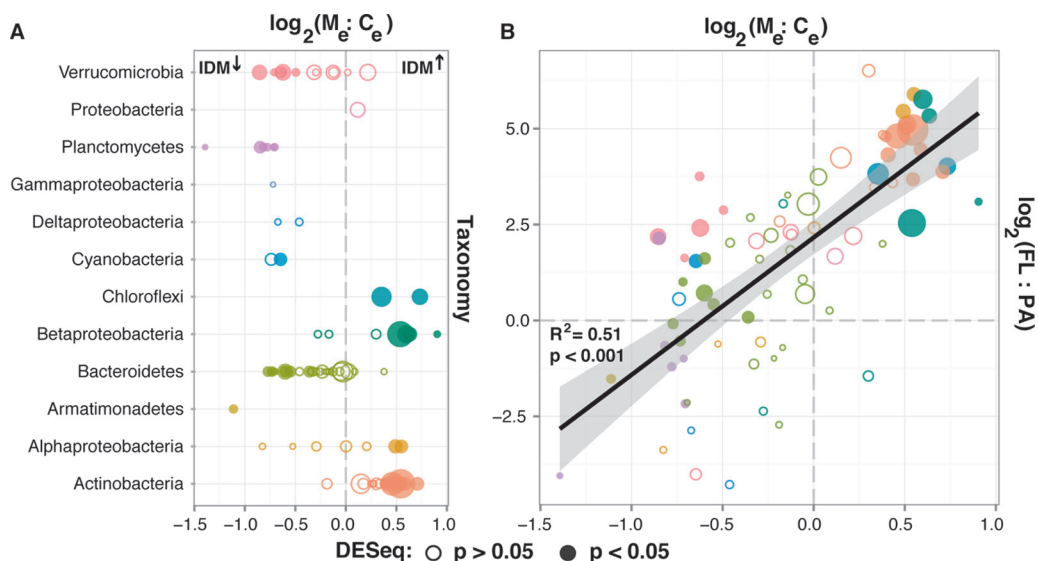 A
log2(Me: Ce)
IDM↓
IDM↑
Verrucomicrobia
Proteobacteria
Planctomycetes
Gammaproteobacteria
Deltaproteobacteria
Cyanobacteria
Chloroflexi
Betaproteobacteria
Bacteroidetes
Armatimonadetes
Alphaproteobacteria
Actinobacteria
−1.5 −1.0 −0.5 0.0 0.5 1.0
Taxonomy
B
log2(Me: Ce)
5.0
2.5
0.0
−2.5
R2= 0.51
p < 0.001
−1.5 −1.0 −0.5 0.0 0.5 1.0
log2(FL : PA)
DESeq: p > 0.05 p < 0.05